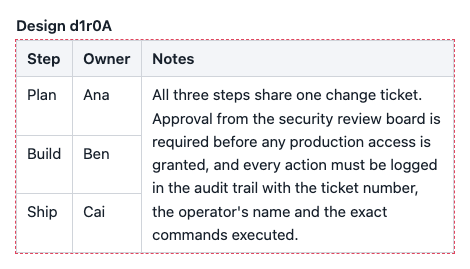 Design d1r0A
Step Owner Notes
Plan Ana All three steps share one change ticket.
Approval from the security review board is
required before any production access is
Build Ben granted, and every action must be logged
in the audit trail with the ticket number,
Ship Cai the operator's name and the exact
commands executed.